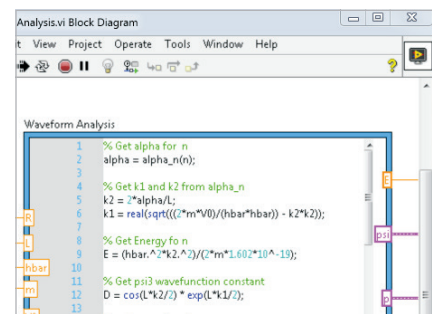 Analysis.vi Block Diagram
t View Project Operate Tools Window Help
Waveform Analysis
1 % Get alpha for n
2 alpha = alpha_n(n);
3
4 % Get k1 and k2 from alpha_n
5 k2 = 2*alpha/L;
6 k1 = real(sqrt(((2*m*V0)/(hbar*hbar)) - k2*k2));
7
8 % Get Energy fo n
9 E = (hbar.^2*k2.^2)/(2*m*1.602*10^-19);
10
11 % Get psi3 wavefunction constant
12 D = cos(L*k2/2) * exp(L*k1/2);
13
R
L
hbar
m
E
psi
p